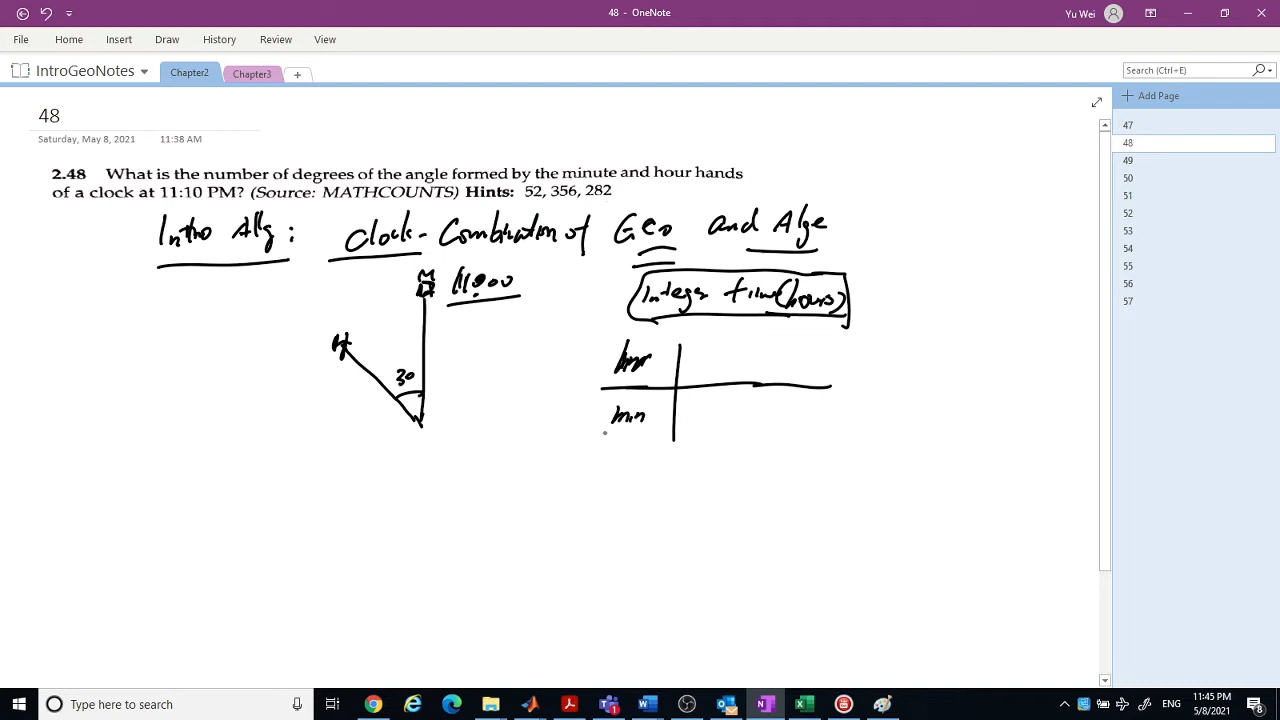 48 - OneNote
Yu Wei
File Home Insert Draw History Review View
IntroGeoNotes Chapter2 Chapter3 +
Search (Ctrl+E)
Add Page
48
Saturday, May 8, 2021 11:38 AM
2.48 What is the number of degrees of the angle formed by the minute and hour hands
of a clock at 11:10 PM? (Source: MATHCOUNTS) Hints: 52, 356, 282
Intro Alg: Clock - Combination of Geo and Alge
M 11:00 Integer time (hours)
H 30
hour
min
47
48
49
50
51
52
53
54
55
56
57
Type here to search
ENG
11:45 PM
5/8/2021